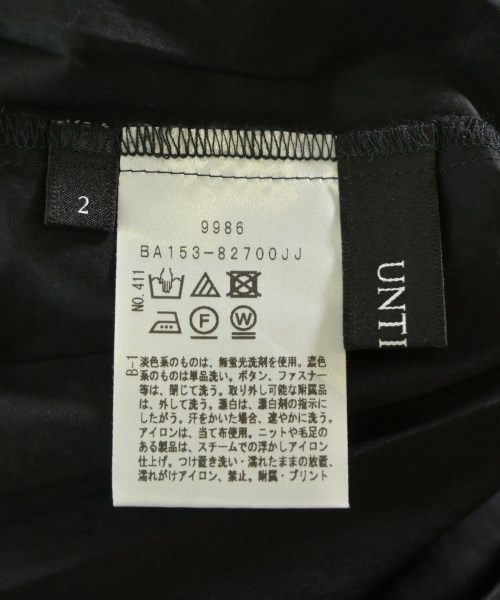 2
9986
BA153-82700JJ
NO.411
F
W
UNTI
B-1
淡色系のものは、無蛍光洗剤を使用。濃色
系のものは単品洗い。ボタン、ファスナー
等は、閉じて洗う。取り外し可能な附属品
は、外して洗う。漂白は、漂白剤の指示に
したがう。汗をかいた場合、速やかに洗う。
アイロンは、当て布使用。ニットや毛足の
ある製品は、スチームでの浮かしアイロン
仕上げ。つけ置き洗い・濡れたままの放置、
濡れがけアイロン、禁止。附属・プリント